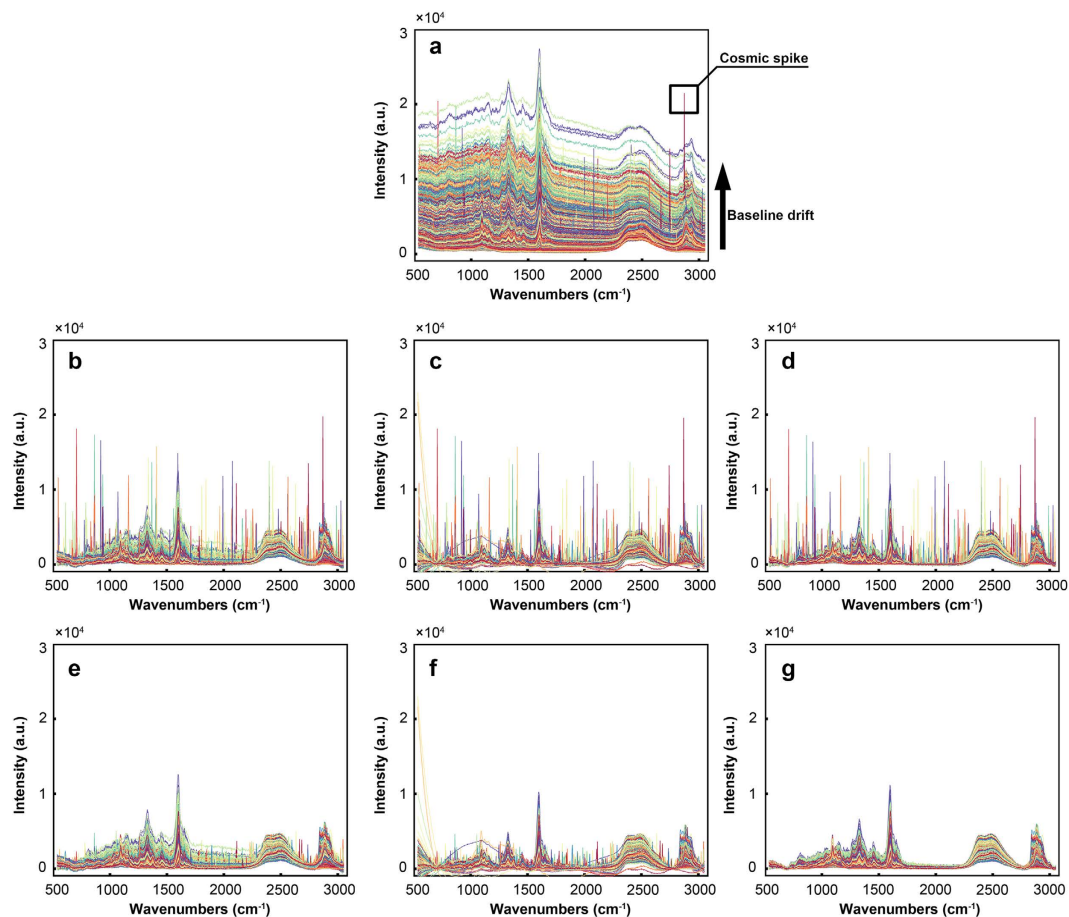 ×10⁴
3
a
Cosmic spike
2
Intensity (a.u.)
1
Baseline drift
0
500 1000 1500 2000 2500 3000
Wavenumbers (cm⁻¹)
×10⁴ ×10⁴ ×10⁴
3 3 3
b c d
2 2 2
Intensity (a.u.) Intensity (a.u.) Intensity (a.u.)
1 1 1
0 0 0
500 1000 1500 2000 2500 3000 500 1000 1500 2000 2500 3000 500 1000 1500 2000 2500 3000
Wavenumbers (cm⁻¹) Wavenumbers (cm⁻¹) Wavenumbers (cm⁻¹)
×10⁴ ×10⁴ ×10⁴
3 3 3
e f g
2 2 2
Intensity (a.u.) Intensity (a.u.) Intensity (a.u.)
1 1 1
0 0 0
500 1000 1500 2000 2500 3000 500 1000 1500 2000 2500 3000 500 1000 1500 2000 2500 3000
Wavenumbers (cm⁻¹) Wavenumbers (cm⁻¹) Wavenumbers (cm⁻¹)